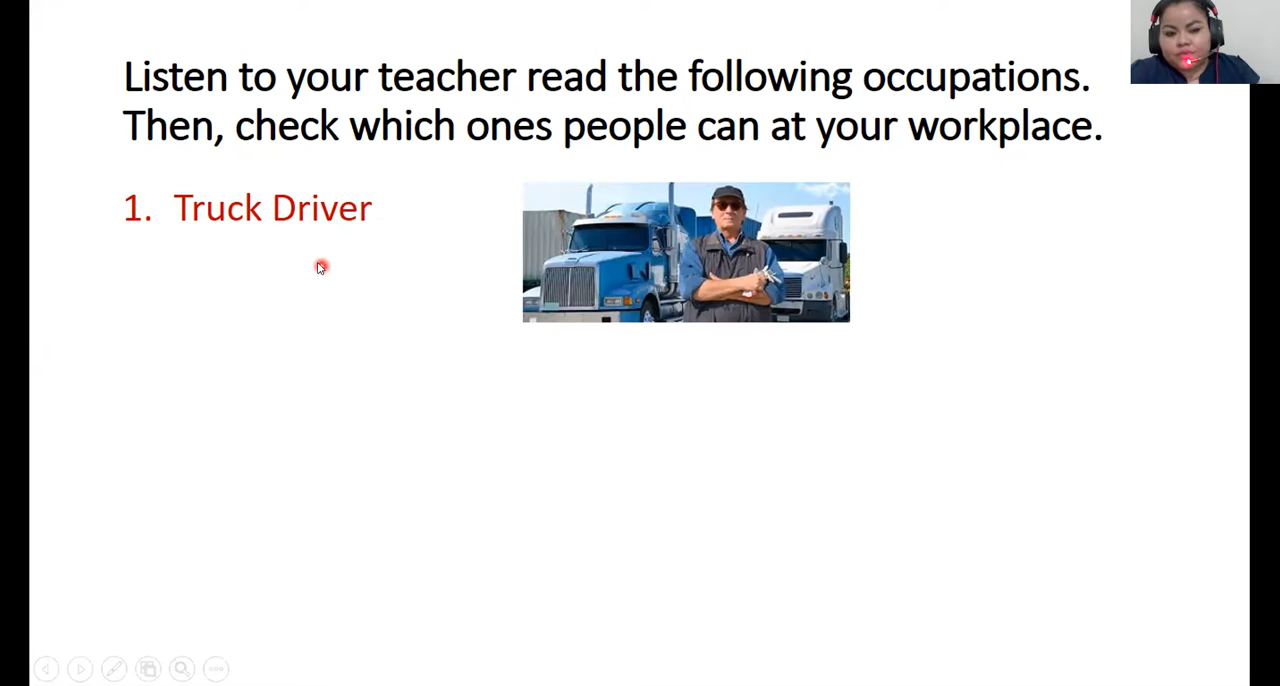 Listen to your teacher read the following occupations.
Then, check which ones people can at your workplace.
1. Truck Driver